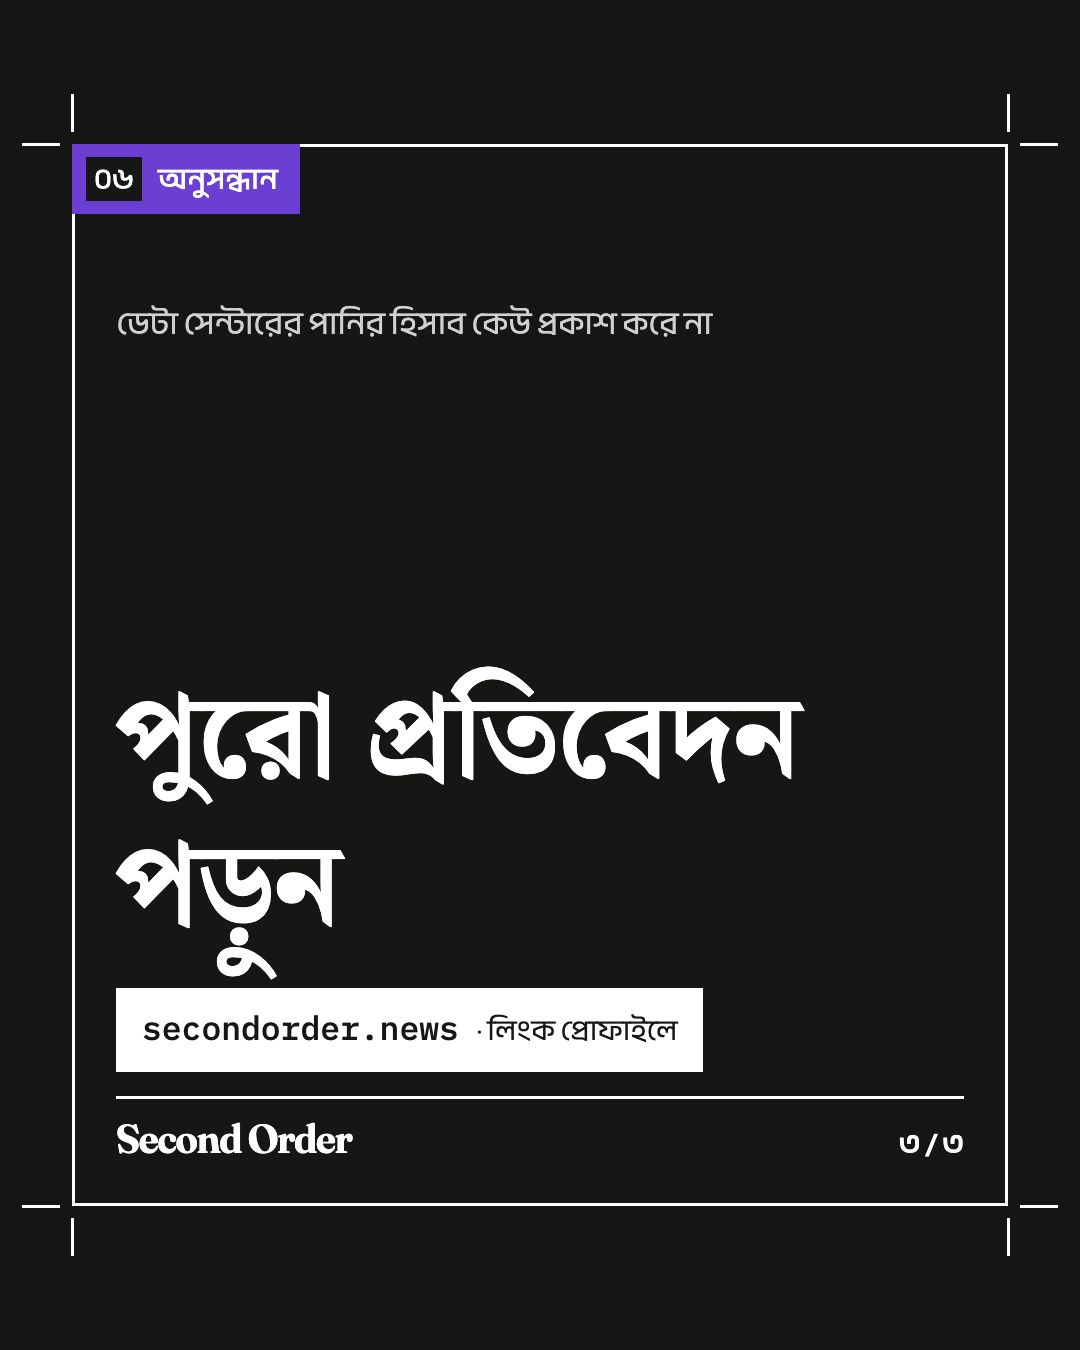 ০৬ অনুসন্ধান
ডেটা সেন্টারের পানির হিসাব কেউ প্রকাশ করে না
পুরো প্রতিবেদন
পড়ুন
secondorder.news · লিংক প্রোফাইলে
Second Order
৩ / ৩